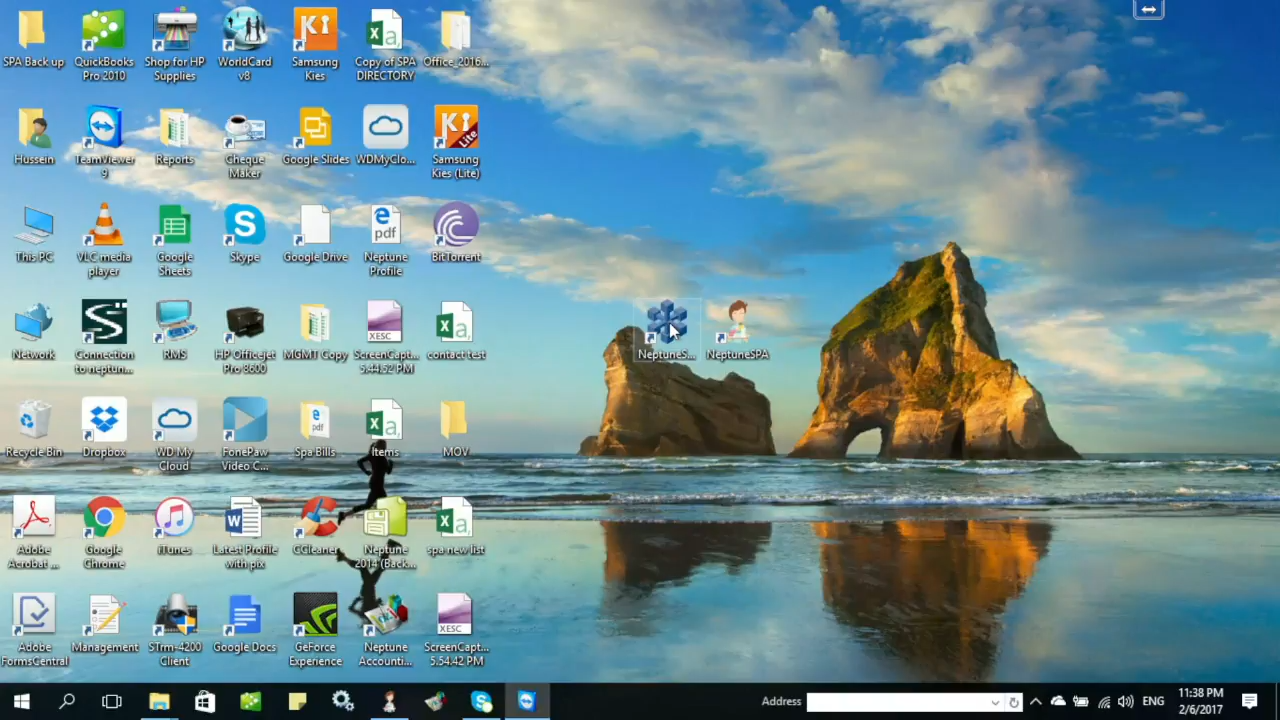 SPA Back up
QuickBooks
Pro 2010
Shop for HP
Supplies
WorldCard
v8
Samsung
Kies
Copy of SPA
DIRECTORY
Office_2016...
Hussein
TeamViewer
9
Reports
Cheque
Maker
Google Slides
WDMyClo...
Samsung
Kies (Lite)
This PC
VLC media
player
Google
Sheets
Skype
Google Drive
Neptune
Profile
BitTorrent
Network
Connection
to neptun...
RMS
HP Officejet
Pro 8600
MGMT Copy
ScreenCapt...
5.44.52 PM
contact test
NeptuneS...
NeptuneSPA
Recycle Bin
Dropbox
WD My
Cloud
FonePaw
Video C...
Spa Bills
Items
MOV
Adobe
Acrobat ...
Google
Chrome
iTunes
Latest Profile
with pix
CCleaner
Neptune
2014 (Back...
spa new list
Adobe
FormsCentral
Management
STrm-4200
Client
Google Docs
GeForce
Experience
Neptune
Accounti...
ScreenCapt...
5.54.42 PM
Address
ENG
11:38 PM
2/6/2017